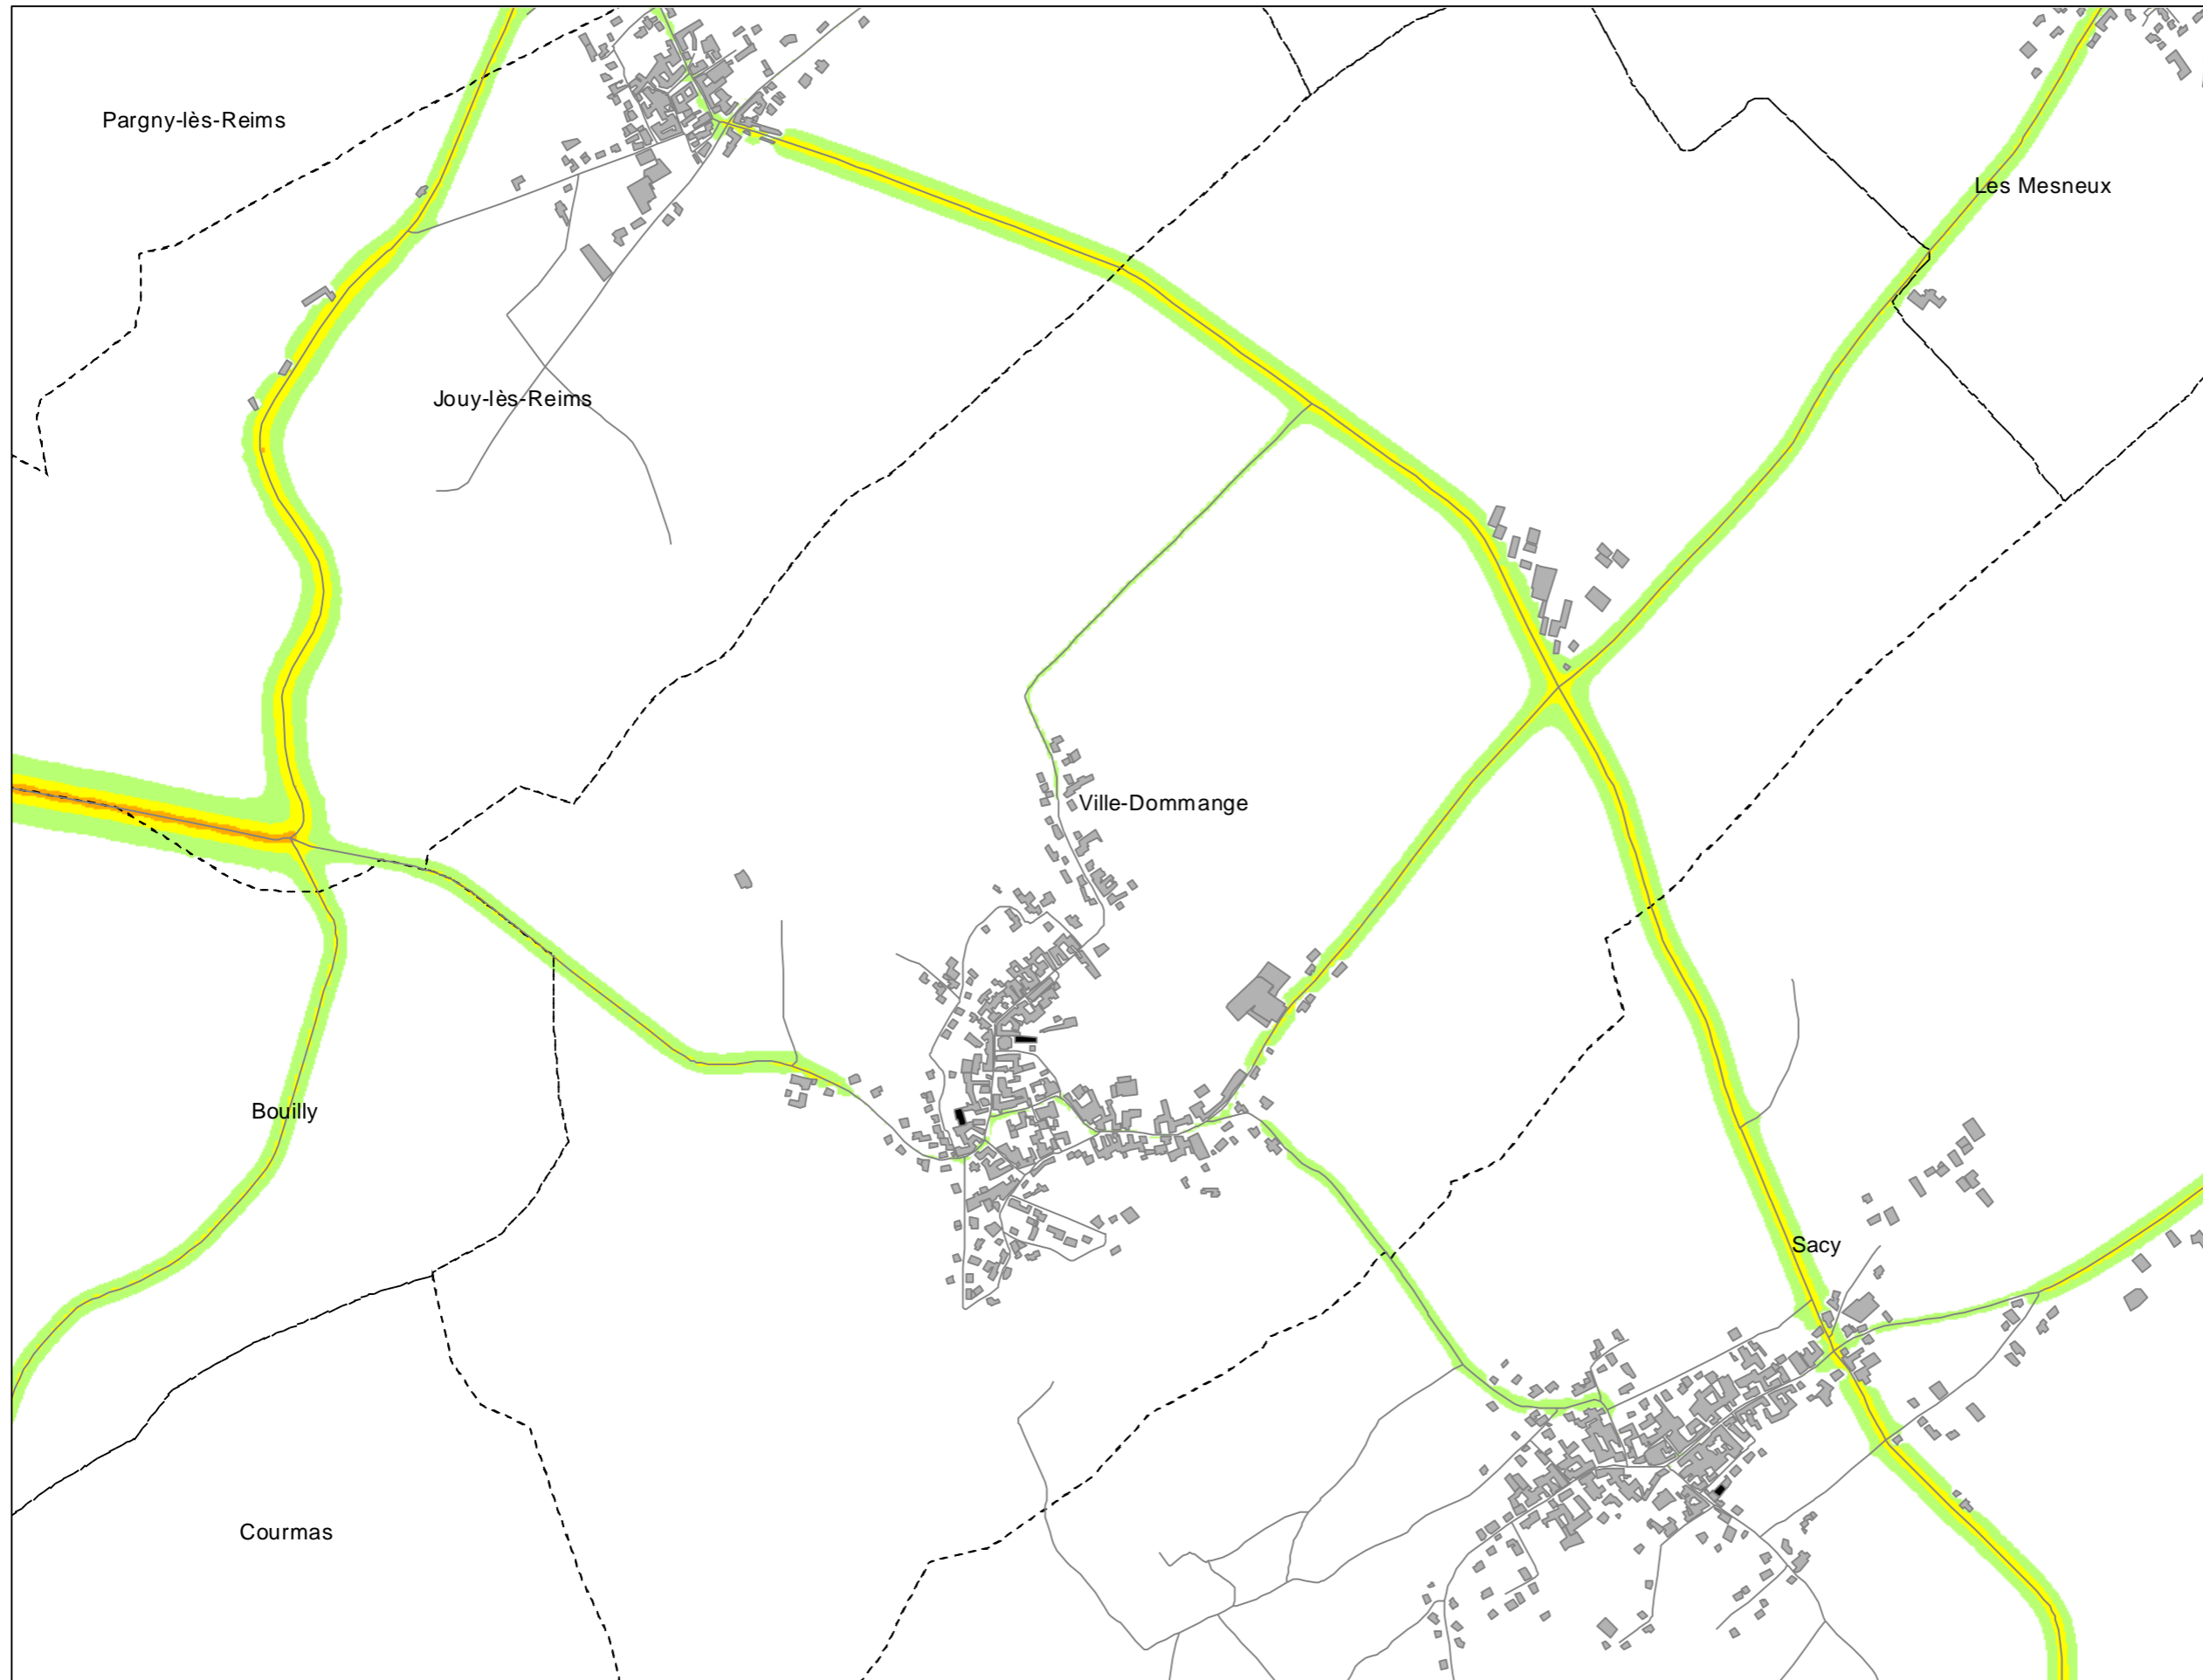 Pargny-lès-Reims
Les Mesneux
Jouy-lès-Reims
Ville-Dommange
Bouilly
Sacy
Courmas